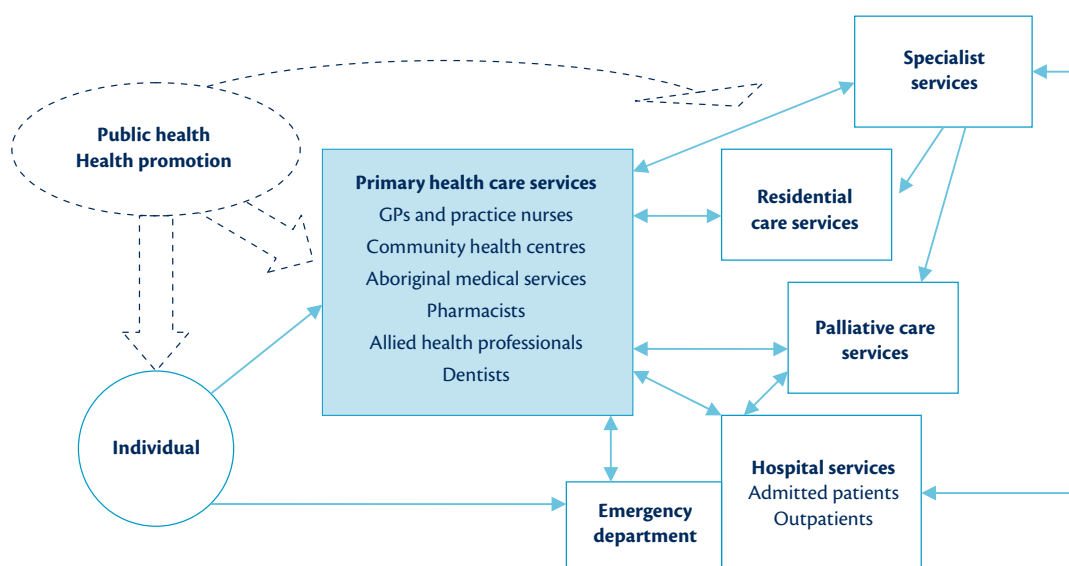 Specialist
services
Public health
Health promotion
Primary health care services
GPs and practice nurses
Community health centres
Aboriginal medical services
Pharmacists
Allied health professionals
Dentists
Residential
care services
Palliative care
services
Individual
Hospital services
Admitted patients
Outpatients
Emergency
department